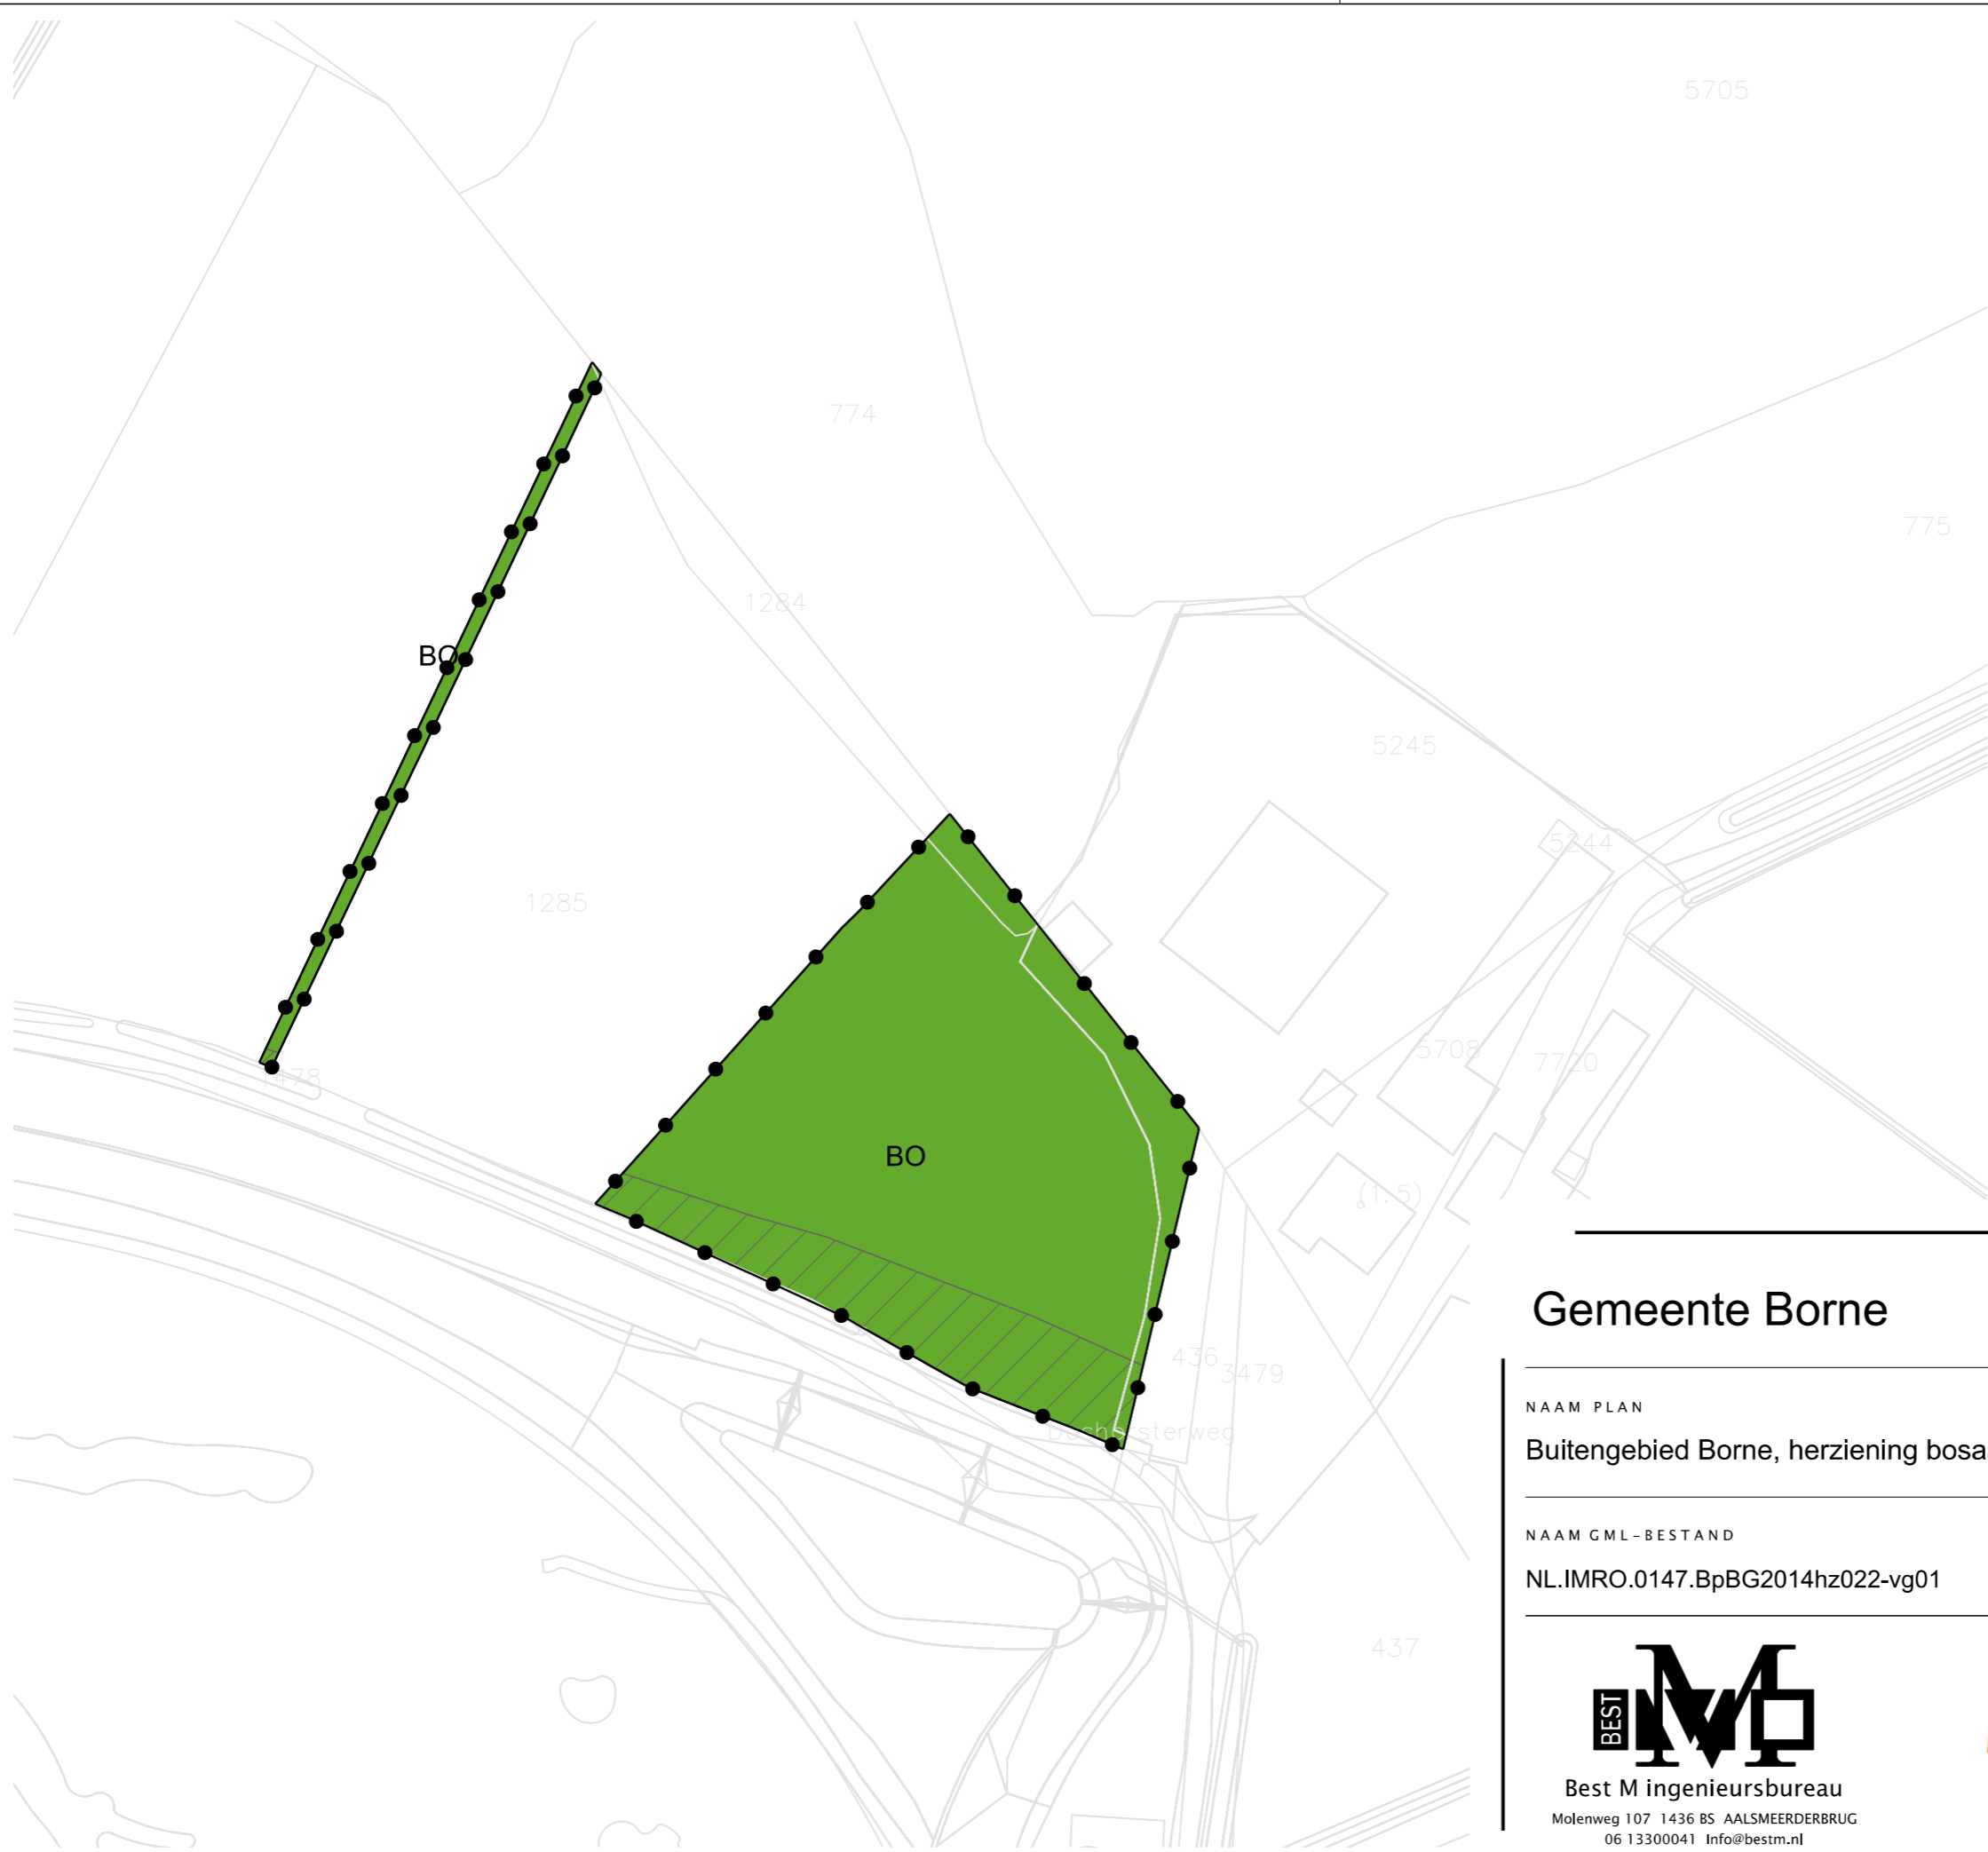 5705
774
775
1284
BO
5245
5244
1285
5708
7720
1478
BO
(1.5)
436
3479
Gemeente Borne
NAAM PLAN
Buitengebied Borne, herziening bosa
NAAM GML-BESTAND
NL.IMRO.0147.BpBG2014hz022-vg01
437
BEST
Best M ingenieursbureau
Molenweg 107 1436 BS AALSMEERDERBRUG
06 13300041 Info@bestm.nl